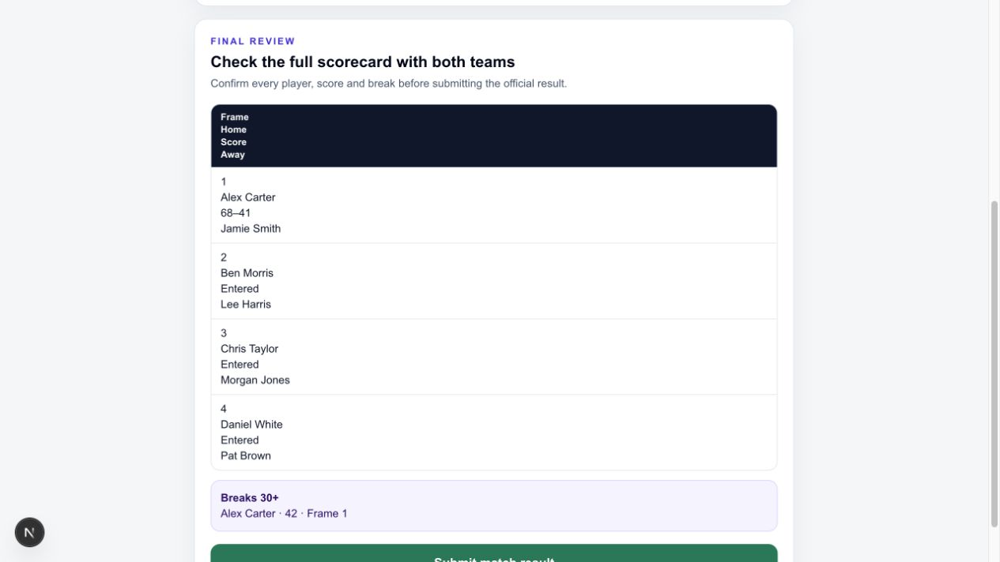 FINAL REVIEW
Check the full scorecard with both teams
Confirm every player, score and break before submitting the official result.
Frame
Home
Score
Away
1
Alex Carter
68–41
Jamie Smith
2
Ben Morris
Entered
Lee Harris
3
Chris Taylor
Entered
Morgan Jones
4
Daniel White
Entered
Pat Brown
Breaks 30+
Alex Carter · 42 · Frame 1
N
Submit match result